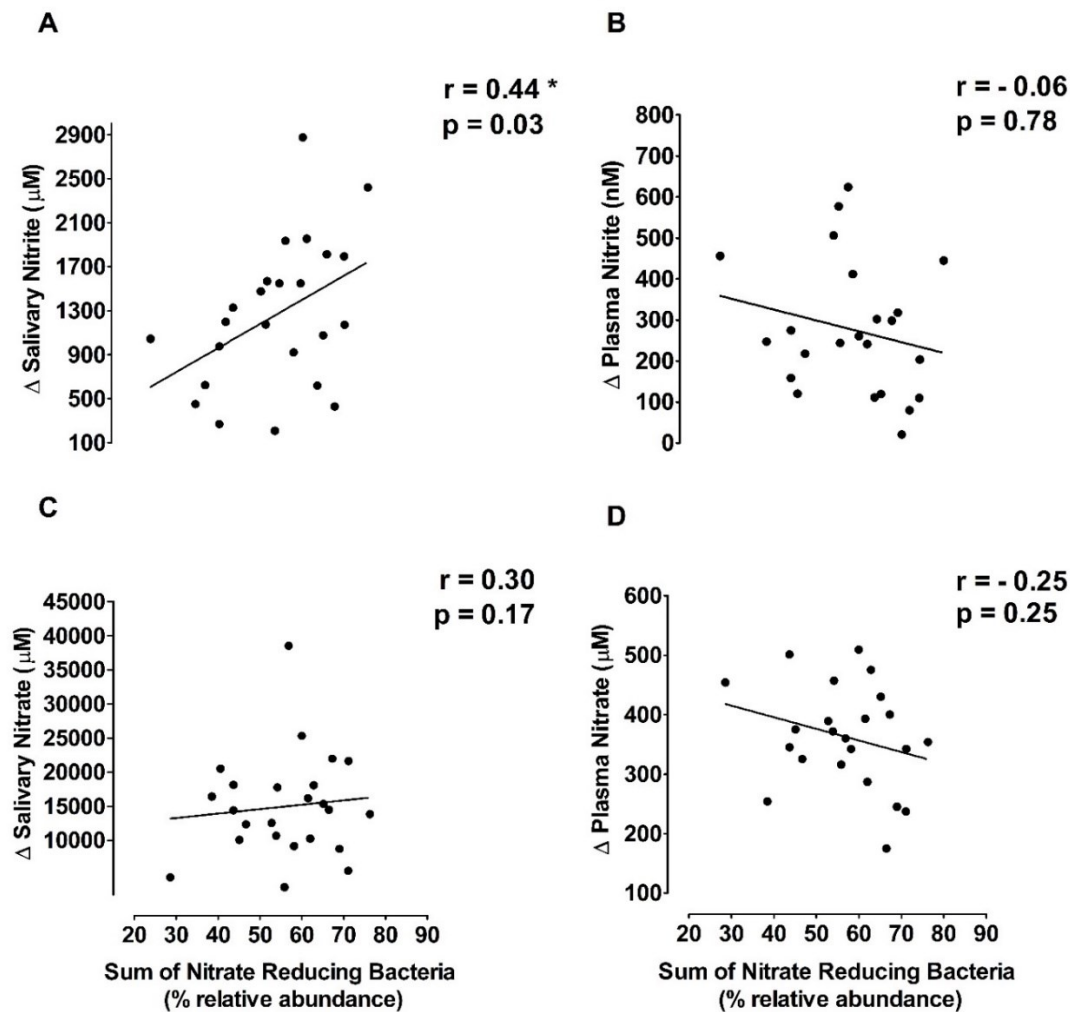 A
r = 0.44 *
p = 0.03
2900
2500
2100
1700
1300
900
500
100
Δ Salivary Nitrite (μM)
B
r = - 0.06
p = 0.78
800
700
600
500
400
300
200
100
0
Δ Plasma Nitrite (nM)
C
r = 0.30
p = 0.17
45000
40000
35000
30000
25000
20000
15000
10000
Δ Salivary Nitrate (μM)
20 30 40 50 60 70 80 90
Sum of Nitrate Reducing Bacteria
(% relative abundance)
D
r = - 0.25
p = 0.25
600
500
400
300
200
100
Δ Plasma Nitrate (μM)
20 30 40 50 60 70 80 90
Sum of Nitrate Reducing Bacteria
(% relative abundance)